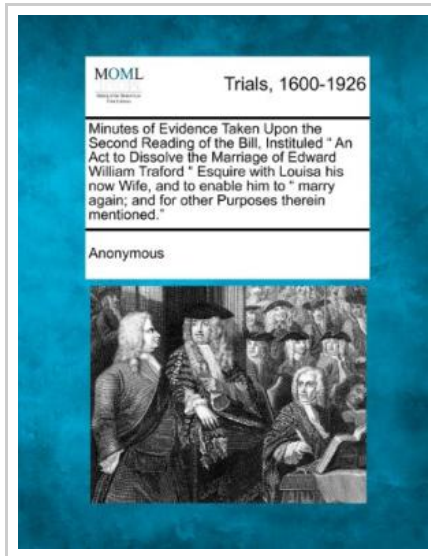 MOML
Trials, 1600-1926
Minutes of Evidence Taken Upon the
Second Reading of the Bill, Instituled “ An
Act to Dissolve the Marriage of Edward
William Traford “ Esquire with Louisa his
now Wife, and to enable him to “ marry
again; and for other Purposes therein
mentioned.”
Anonymous